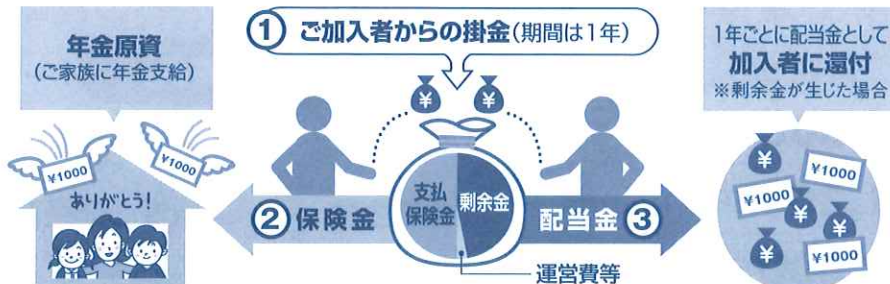 ① ご加入者からの掛金(期間は1年)
年金原資
(ご家族に年金支給)
1年ごとに配当金として
加入者に還付
※剰余金が生じた場合
¥ ¥
¥1000
¥1000
ありがとう!
② 保険金
支払
保険金
剰余金
配当金 ③
運営費等
¥
¥1000
¥1000
¥
¥
¥
¥1000